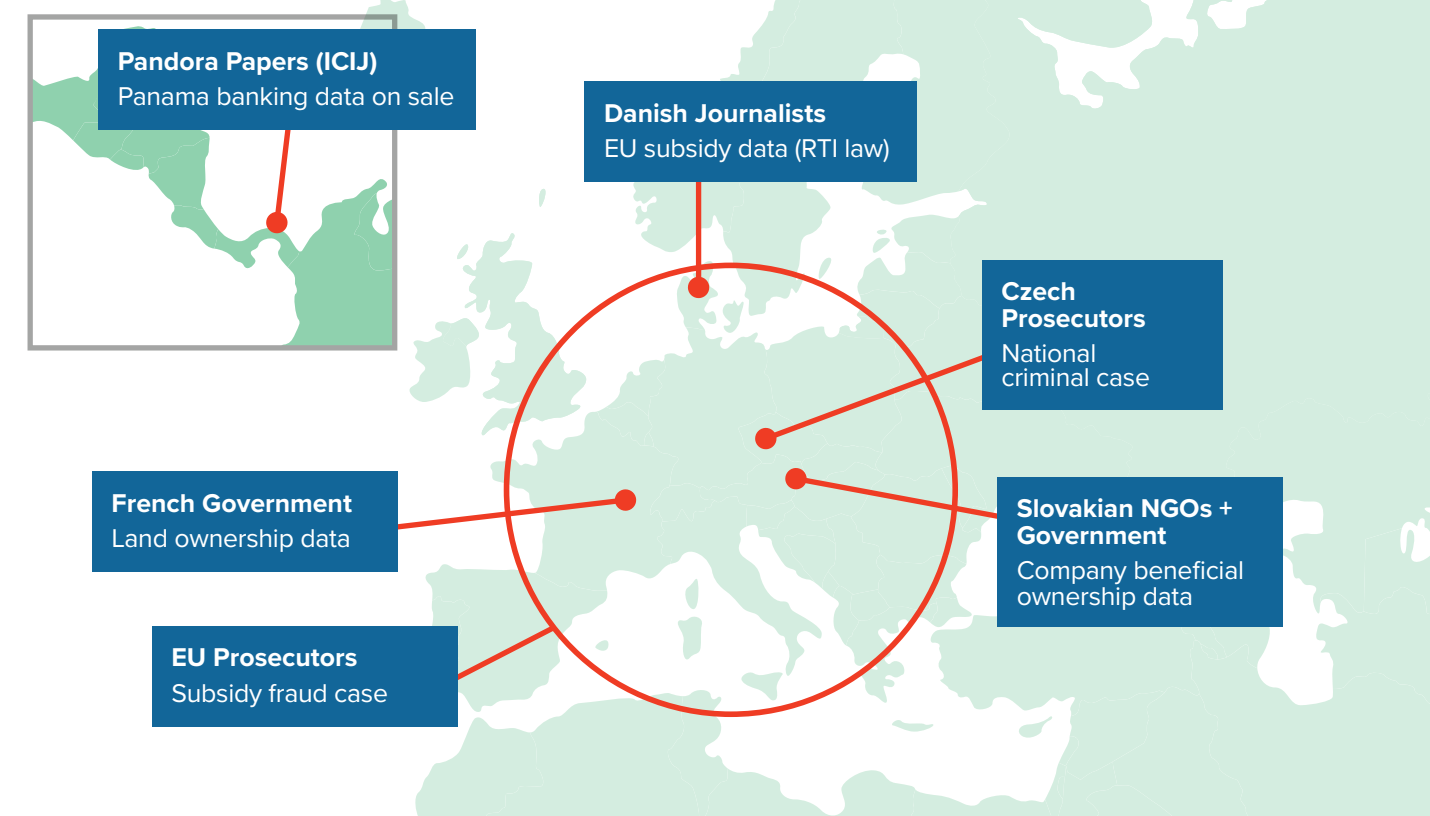 Pandora Papers (ICIJ)
Panama banking data on sale
Danish Journalists
EU subsidy data (RTI law)
Czech
Prosecutors
National
criminal case
French Government
Land ownership data
Slovakian NGOs +
Government
Company beneficial
ownership data
EU Prosecutors
Subsidy fraud case